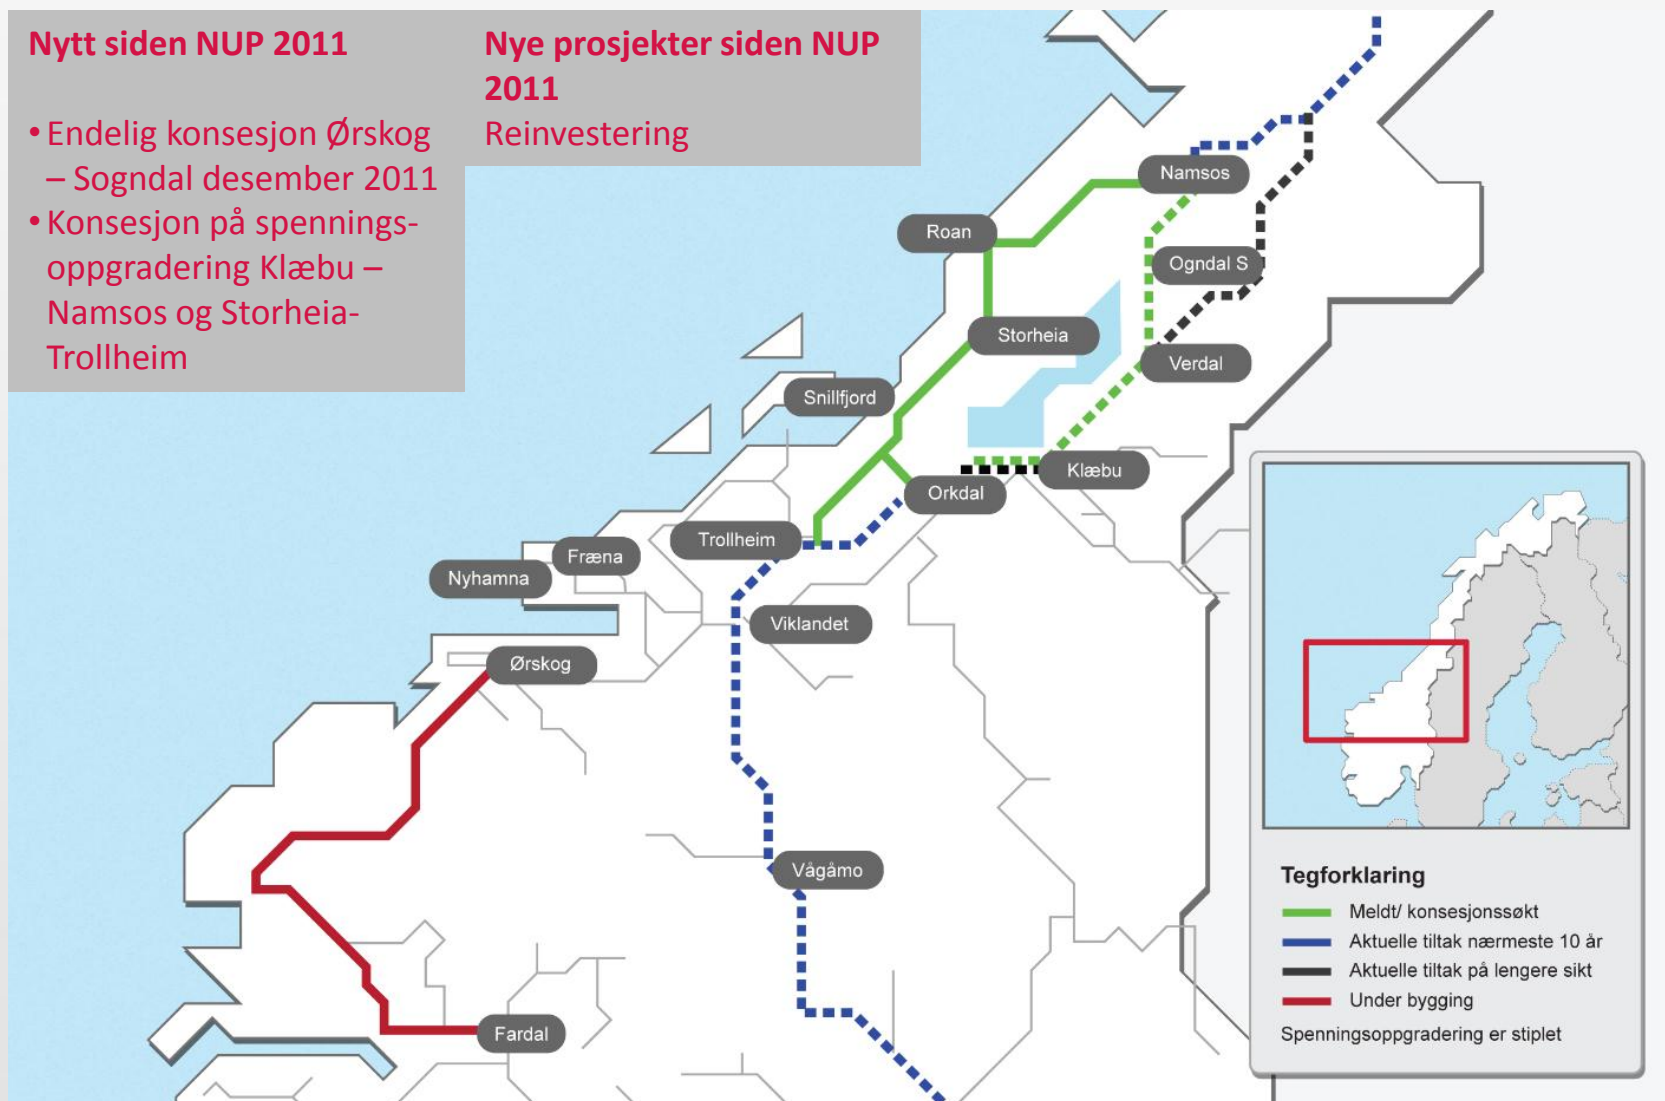 Nytt siden NUP 2011
• Endelig konsesjon Ørskog
– Sogndal desember 2011
• Konsesjon på spennings-
oppgradering Klæbu –
Namsos og Storheia-
Trollheim
Nye prosjekter siden NUP
2011
Reinvestering
Namsos
Roan
Ogndal S
Storheia
Verdal
Snillfjord
Klæbu
Orkdal
Trollheim
Fræna
Nyhamna
Viklandet
Ørskog
Vågåmo
Fardal
Tegforklaring
Meldt/ konsesjonssøkt
Aktuelle tiltak nærmeste 10 år
Aktuelle tiltak på lengere sikt
Under bygging
Spenningsoppgradering er stiplet